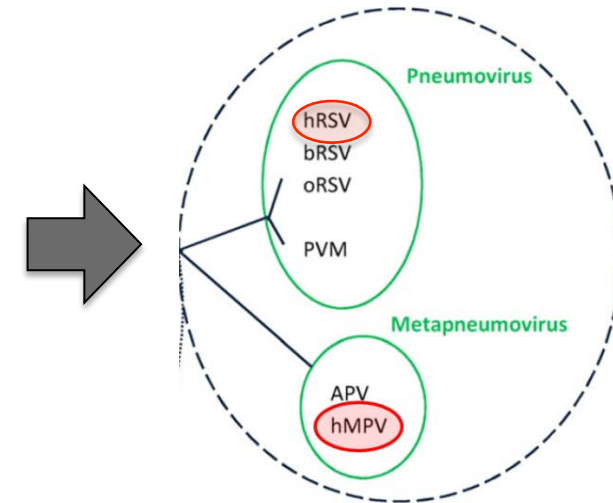 Pneumovirus
hRSV
bRSV
oRSV
PVM
Metapneumovirus
APV
hMPV